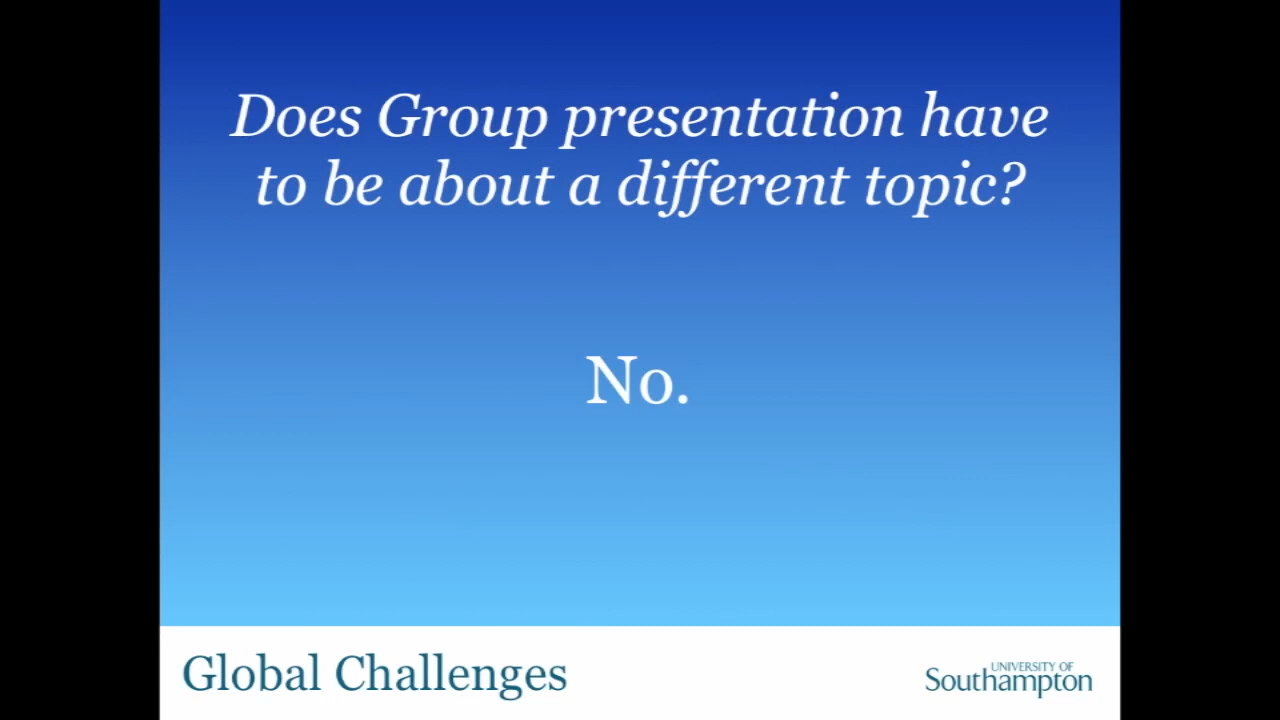 Does Group presentation have
to be about a different topic?
No.
Global Challenges
UNIVERSITY OF
Southampton